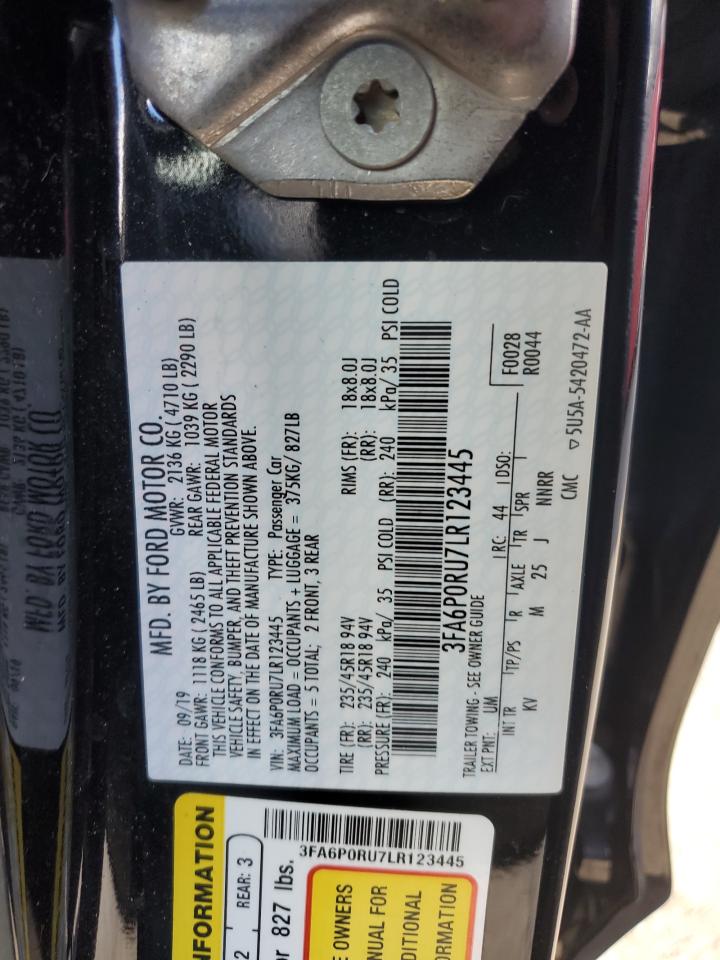 MFD. BY FORD MOTOR CO.
DATE: 09/19 GVWR: 2136 KG ( 4710 LB)
FRONT GAWR: 1118 KG ( 2465 LB) REAR GAWR: 1039 KG ( 2290 LB)
THIS VEHICLE CONFORMS TO ALL APPLICABLE FEDERAL MOTOR
VEHICLE SAFETY, BUMPER, AND THEFT PREVENTION STANDARDS
IN EFFECT ON THE DATE OF MANUFACTURE SHOWN ABOVE.
VIN: 3FA6P0RU7LR123445 TYPE: Passenger Car
MAXIMUM LOAD = OCCUPANTS + LUGGAGE = 375KG/ 827LB
OCCUPANTS = 5 TOTAL; 2 FRONT, 3 REAR
TIRE (FR): 235/45R18 94V RIMS (FR): 18x8.0J
(RR): 235/45R18 94V (RR): 18x8.0J
PRESSURE (FR): 240 kPa/ 35 PSI COLD (RR): 240 kPa/ 35 PSI COLD
3FA6P0RU7LR123445
TRAILER TOWING - SEE OWNER GUIDE
EXT PNT: UM RC: 44 DSO: F0028
R0044
INT TR TP/PS R AXLE TR SPR
KV M 25 J NNRR
CMC ▽5U5A-5420472-AA
NFORMATION
2 REAR: 3
827 lbs.
3FA6P0RU7LR123445
E OWNERS
NUAL FOR
DITIONAL
ORMATION